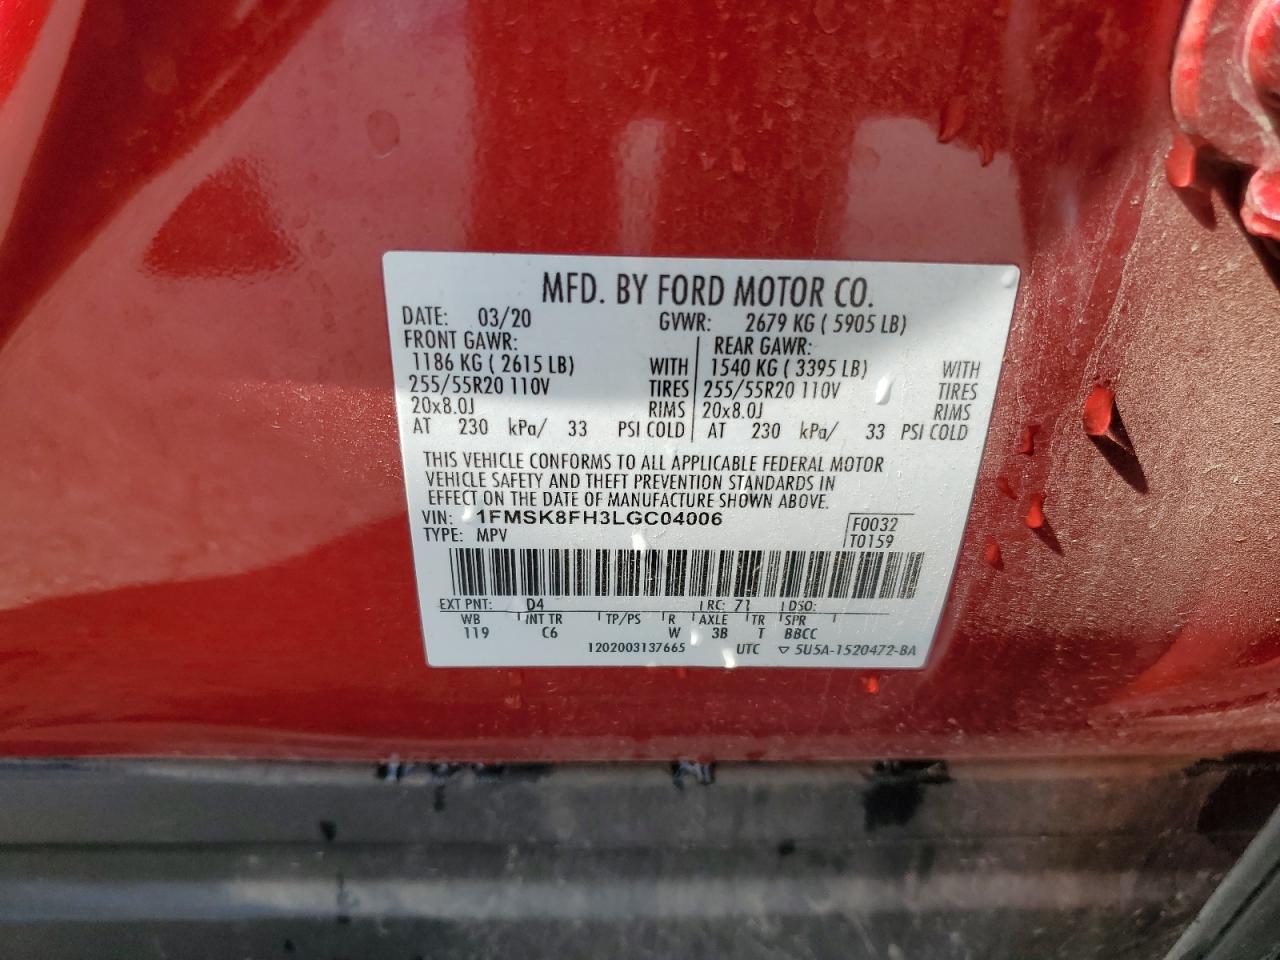 MFD. BY FORD MOTOR CO.
DATE: 03/20 GVWR: 2679 KG ( 5905 LB)
FRONT GAWR: REAR GAWR:
1186 KG ( 2615 LB) WITH 1540 KG ( 3395 LB) WITH
255/55R20 110V TIRES 255/55R20 110V TIRES
20x8.0J RIMS 20x8.0J RIMS
AT 230 kPa/ 33 PSI COLD AT 230 kPa/ 33 PSI COLD
THIS VEHICLE CONFORMS TO ALL APPLICABLE FEDERAL MOTOR
VEHICLE SAFETY AND THEFT PREVENTION STANDARDS IN
EFFECT ON THE DATE OF MANUFACTURE SHOWN ABOVE.
VIN: 1FMSK8FH3LGC04006 F0032
TYPE: MPV T0159
EXT PNT: D4 RC: 71 DSO:
WB INT TR TP/PS R AXLE TR SPR
119 C6 W 3B T BBCC
1202003137665 UTC ▽ 5U5A-1520472-BA